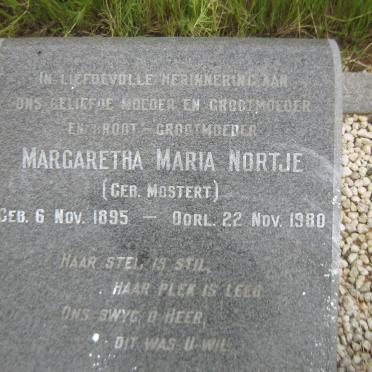 IN LIEFDEVOLLE HERINNERING AAN
ONS GELIEFDE MOEDER EN GROOTMOEDER
EN GROOT-GROOTMOEDER
MARGARETHA MARIA NORTJE
(GEB. MOSTERT)
GEB. 6 NOV. 1895 — OORL. 22 NOV. 1980
HAAR STEM IS STIL,
HAAR PLEK IS LEEG
ONS SWYG O HEER,
DIT WAS U WIL.